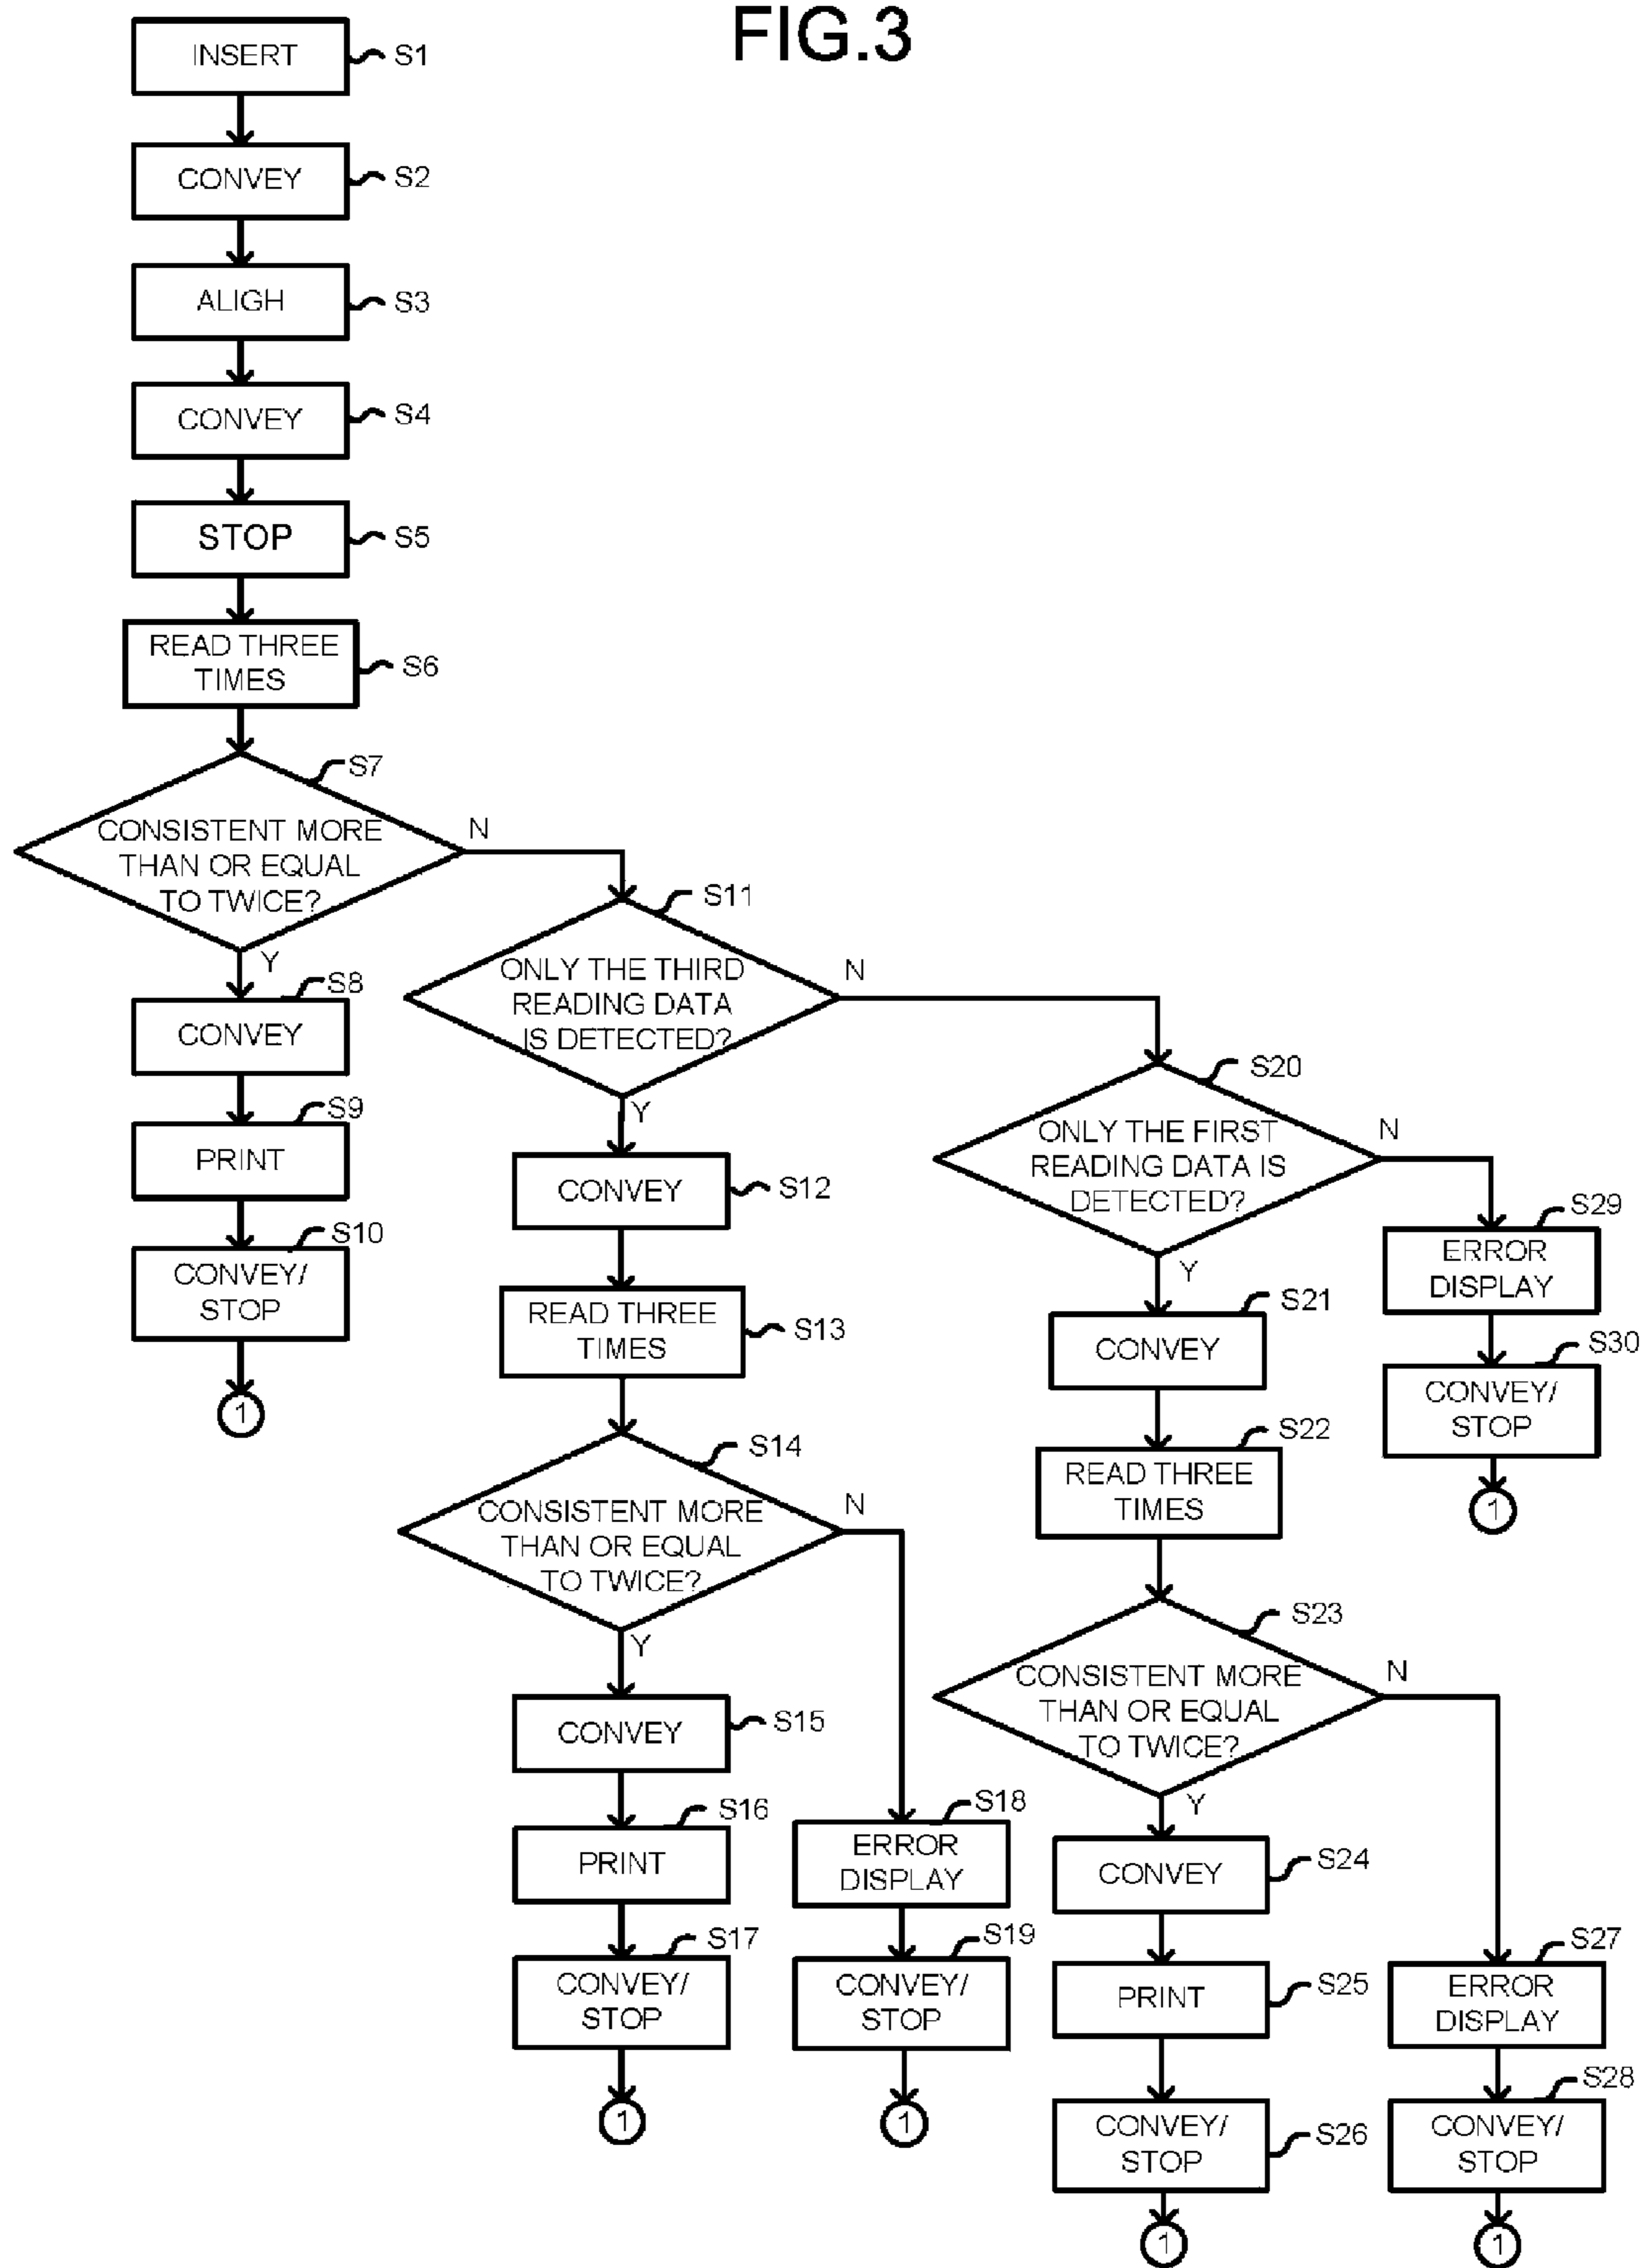 FIG.3
INSERT
S1
CONVEY
S2
ALIGH
S3
CONVEY
S4
STOP
S5
READ THREE
TIMES
S6
S7
CONSISTENT MORE
THAN OR EQUAL
TO TWICE?
N
Y
S8
CONVEY
S9
PRINT
S10
CONVEY/
STOP
1
S11
ONLY THE THIRD
READING DATA
IS DETECTED?
N
Y
CONVEY
S12
READ THREE
TIMES
S13
S14
CONSISTENT MORE
THAN OR EQUAL
TO TWICE?
N
Y
CONVEY
S15
S16
PRINT
S17
CONVEY/
STOP
1
S18
ERROR
DISPLAY
S19
CONVEY/
STOP
1
S20
ONLY THE FIRST
READING DATA IS
DETECTED?
N
Y
S21
CONVEY
S22
READ THREE
TIMES
S23
CONSISTENT MORE
THAN OR EQUAL
TO TWICE?
N
Y
CONVEY
S24
PRINT
S25
CONVEY/
STOP
S26
1
S27
ERROR
DISPLAY
S28
CONVEY/
STOP
1
S29
ERROR
DISPLAY
S30
CONVEY/
STOP
1